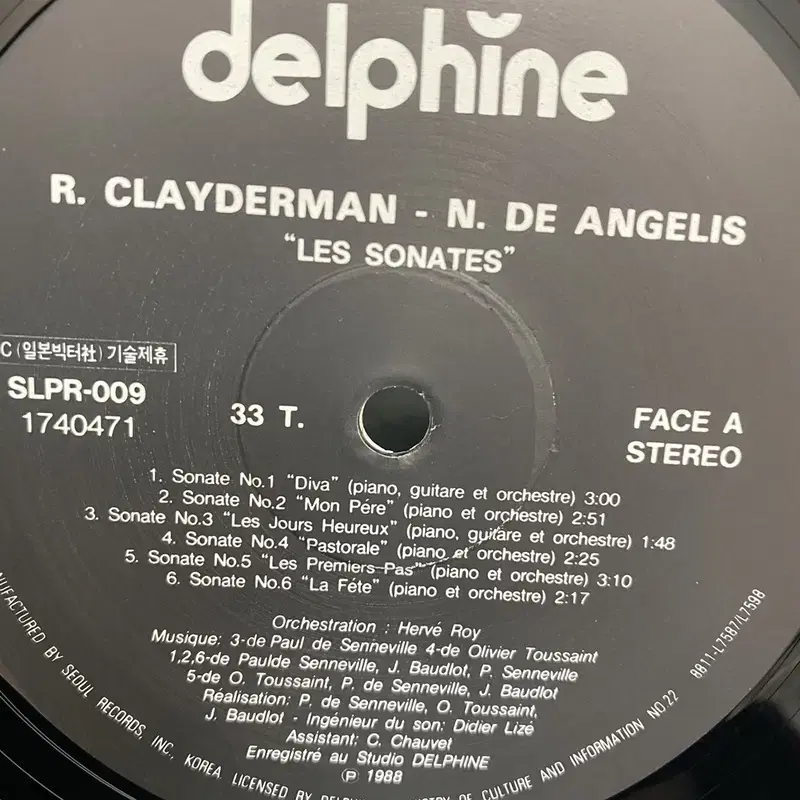 delphine
R. CLAYDERMAN - N. DE ANGELIS
"LES SONATES"
C (일본빅터社) 기술제휴
SLPR-009
1740471
33 T.
FACE A
STEREO
1. Sonate No.1 "Diva" (piano, guitare et orchestre) 3:00
2. Sonate No.2 "Mon Pére" (piano et orchestre) 2:51
3. Sonate No.3 "Les Jours Heureux" (piano, guitare et orchestre) 1:48
4. Sonate No.4 "Pastorale" (piano et orchestre) 2:25
5. Sonate No.5 "Les Premiers Pas" (piano et orchestre) 3:10
6. Sonate No.6 "La Féte" (piano et orchestre) 2:17
Orchestration : Hervé Roy
Musique: 3-de Paul de Senneville 4-de Olivier Toussaint
1,2,6-de Paulde Senneville, J. Baudlot, P. Senneville
5-de O. Toussaint, P. de Senneville, J. Baudlot
Réalisation: P. de Senneville, O. Toussaint,
J. Baudlot - Ingénieur du son: Didier Lizé
Assistant: C. Chauvet
Enregistré au Studio DELPHINE
Ⓟ 1988
NUFACTURED BY SEOUL RECORDS, INC., KOREA. LICENSED BY
OF CULTURE AND INFORMATION NO.22
8811-L7587/L7598